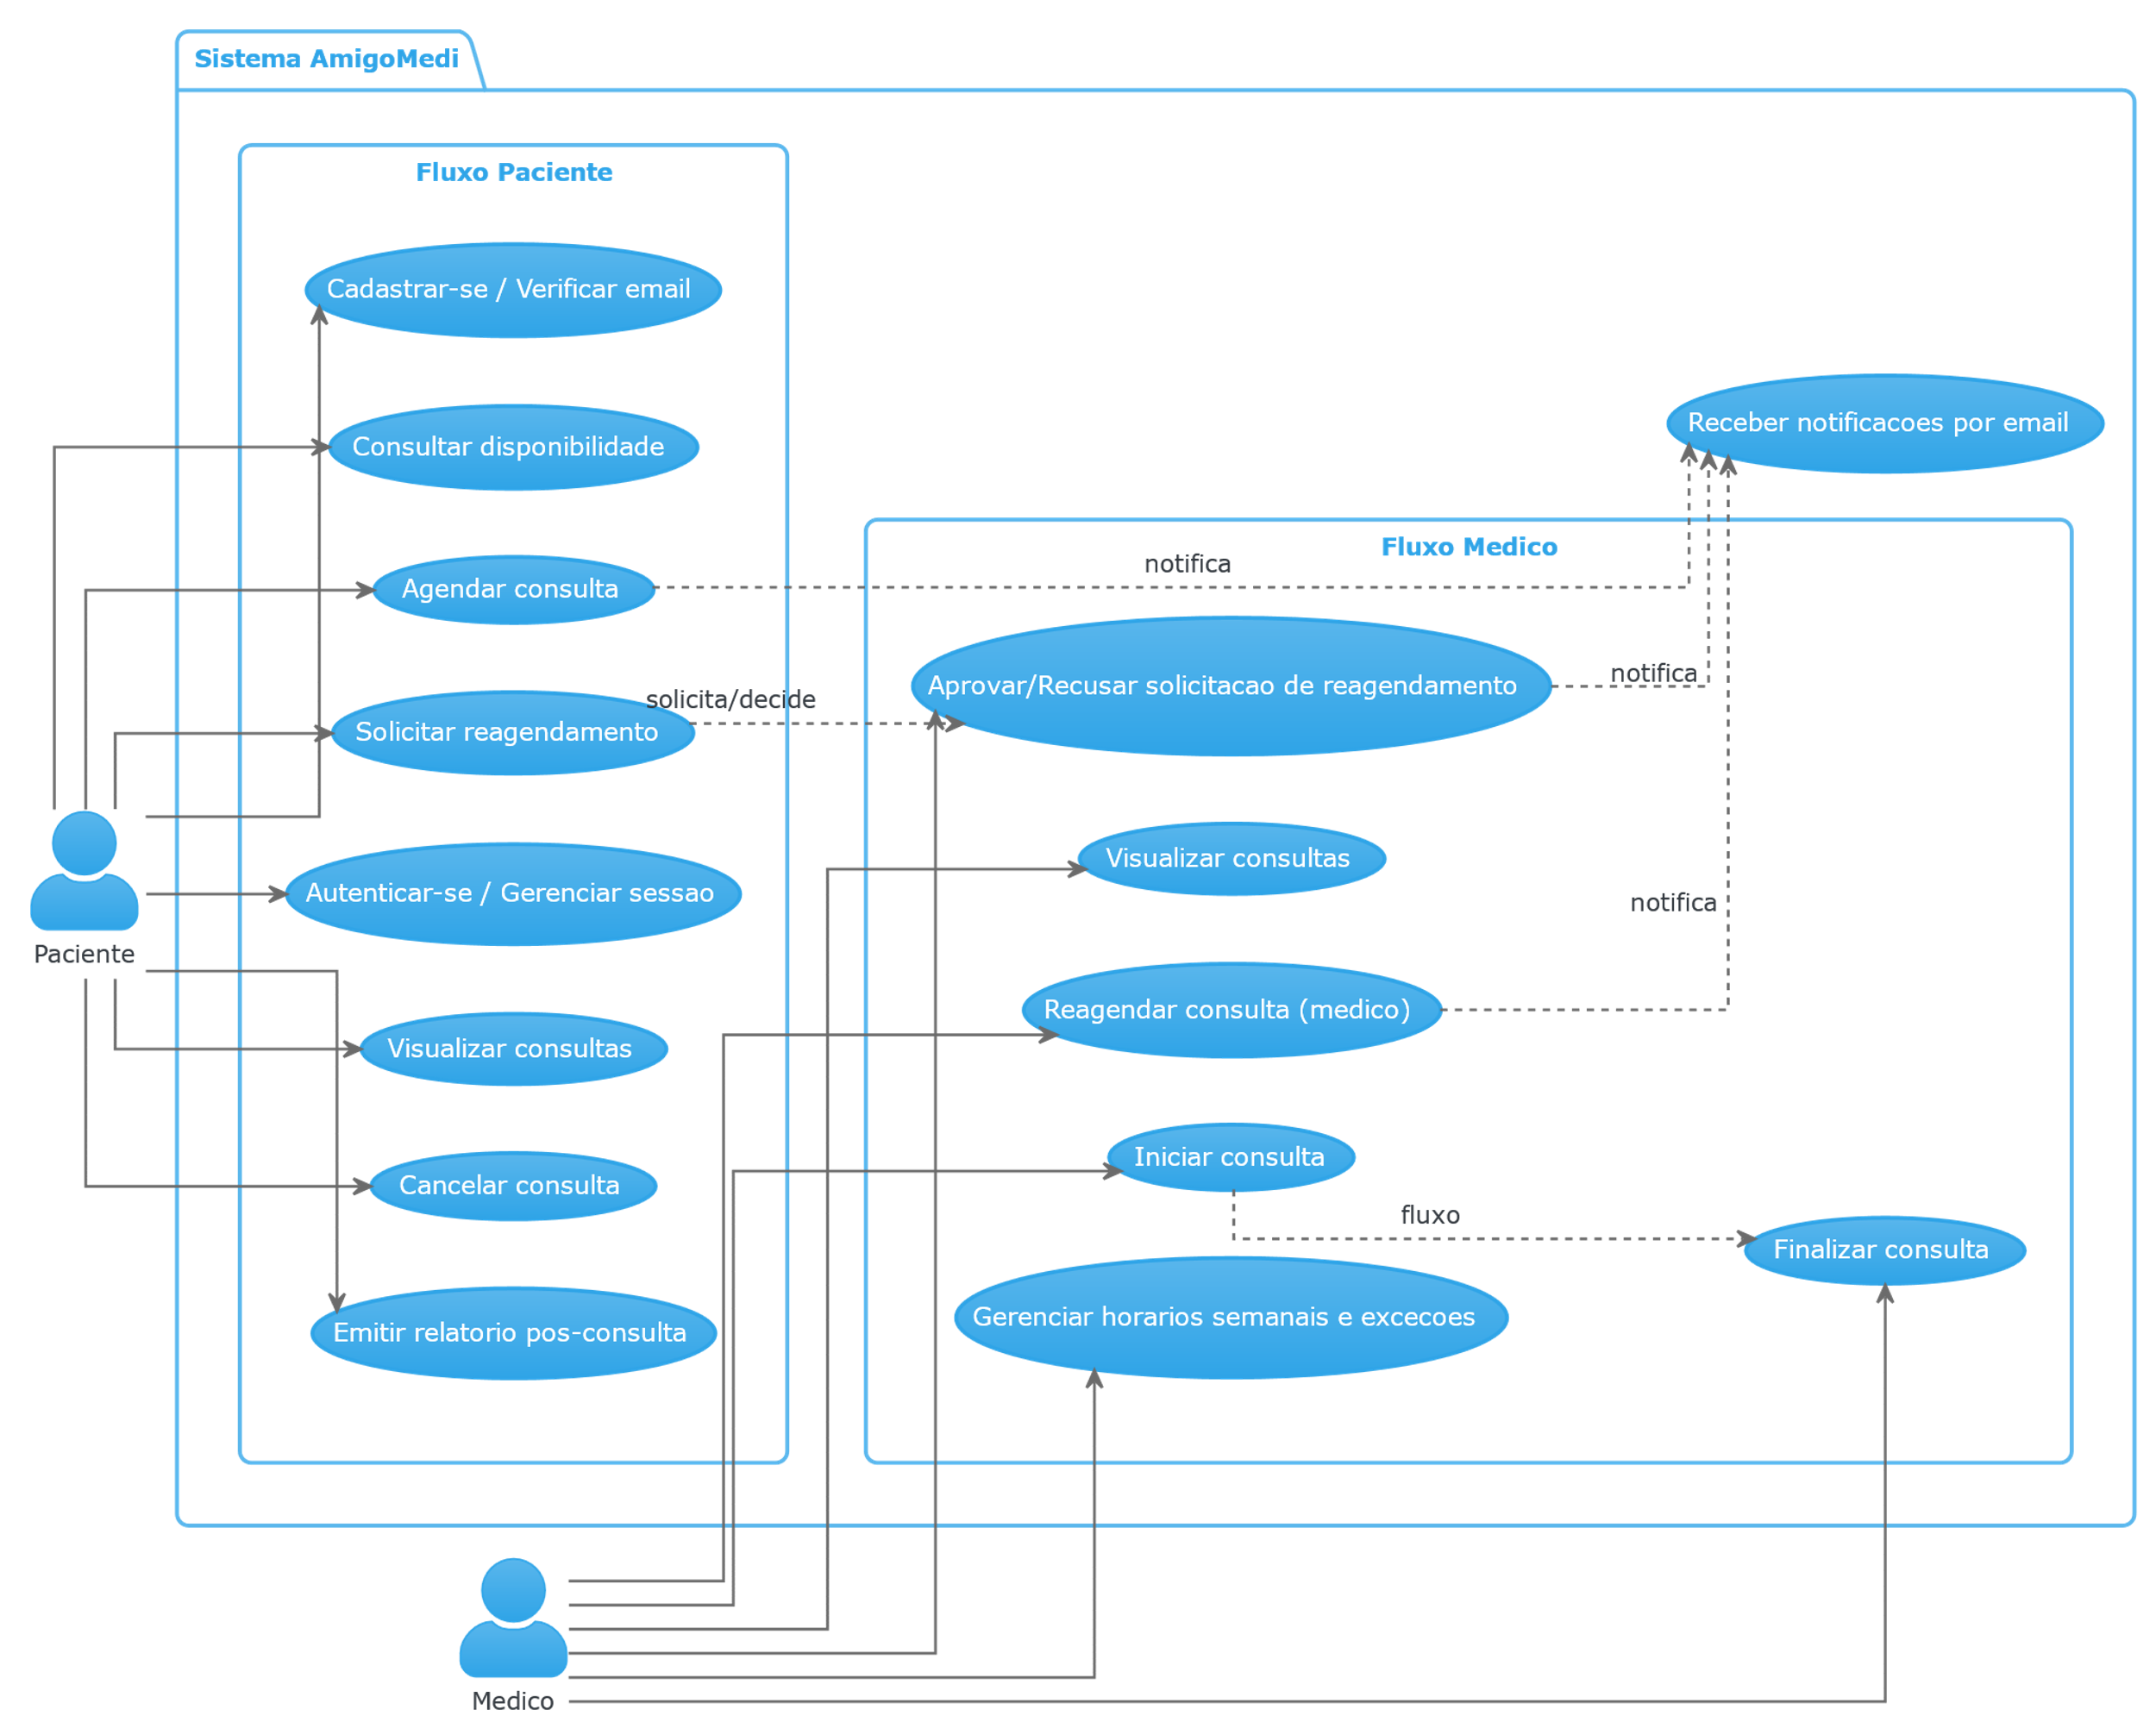 Sistema AmigoMedi
Fluxo Paciente
Cadastrar-se / Verificar email
Consultar disponibilidade
Agendar consulta
Solicitar reagendamento
solicita/decide
Autenticar-se / Gerenciar sessao
Visualizar consultas
Cancelar consulta
Emitir relatorio pos-consulta
Paciente
Receber notificacoes por email
Fluxo Medico
notifica
Aprovar/Recusar solicitacao de reagendamento
notifica
Visualizar consultas
notifica
Reagendar consulta (medico)
Iniciar consulta
fluxo
Finalizar consulta
Gerenciar horarios semanais e excecoes
Medico